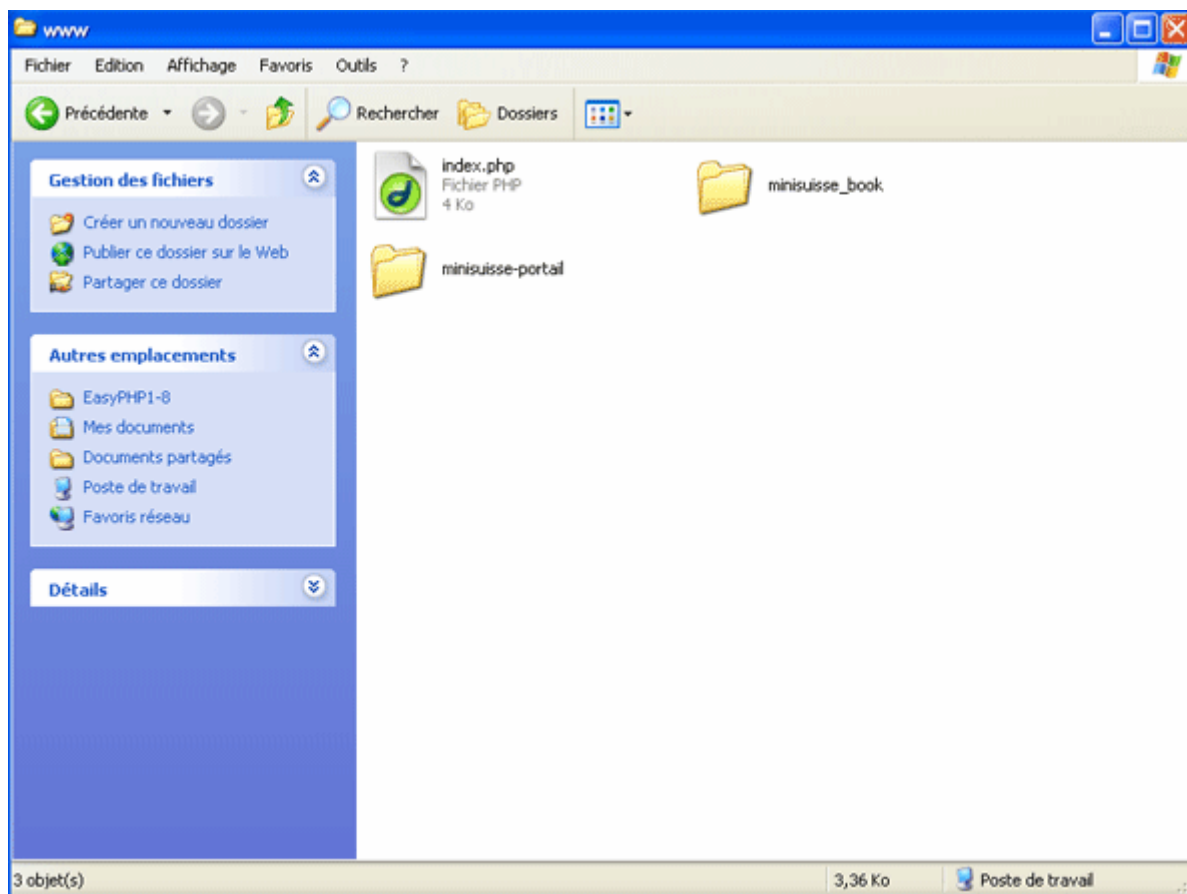 www
Fichier Edition Affichage Favoris Outils ?
Précédente Rechercher Dossiers
Gestion des fichiers
Créer un nouveau dossier
Publier ce dossier sur le Web
Partager ce dossier
Autres emplacements
EasyPHP1-8
Mes documents
Documents partagés
Poste de travail
Favoris réseau
Détails
index.php
Fichier PHP
4 Ko
minisuisse_book
minisuisse-portail
3 objet(s) 3,36 Ko Poste de travail